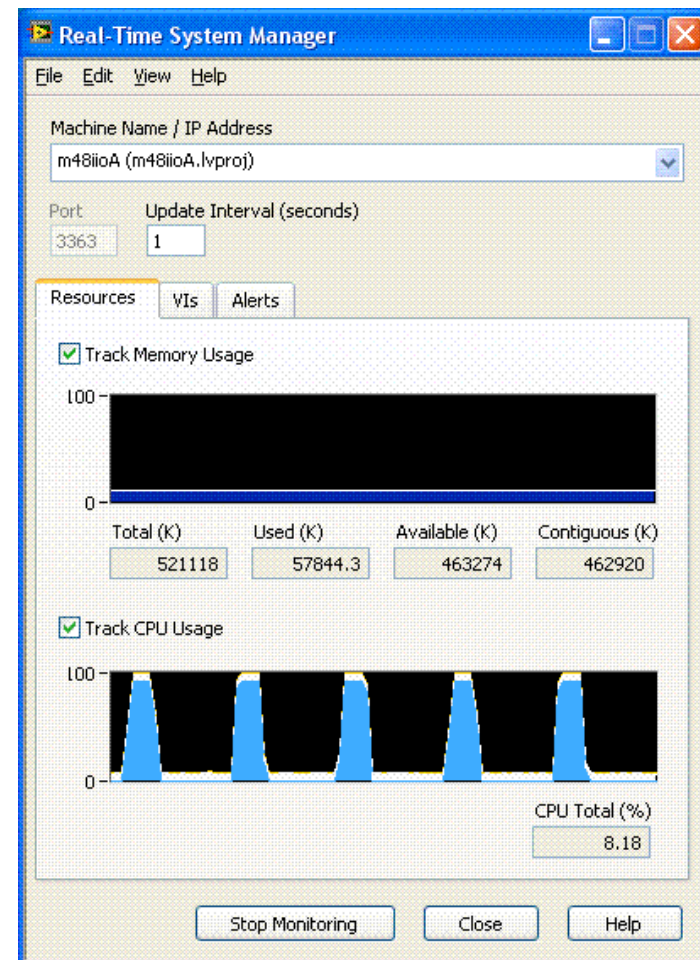 Real-Time System Manager
File Edit View Help
Machine Name / IP Address
m48iioA (m48iioA.lvproj)
Port Update Interval (seconds)
3363 1
Resources VIs Alerts
Track Memory Usage
100
0
Total (K) Used (K) Available (K) Contiguous (K)
521118 57844.3 463274 462920
Track CPU Usage
100
0
CPU Total (%)
8.18
Stop Monitoring Close Help